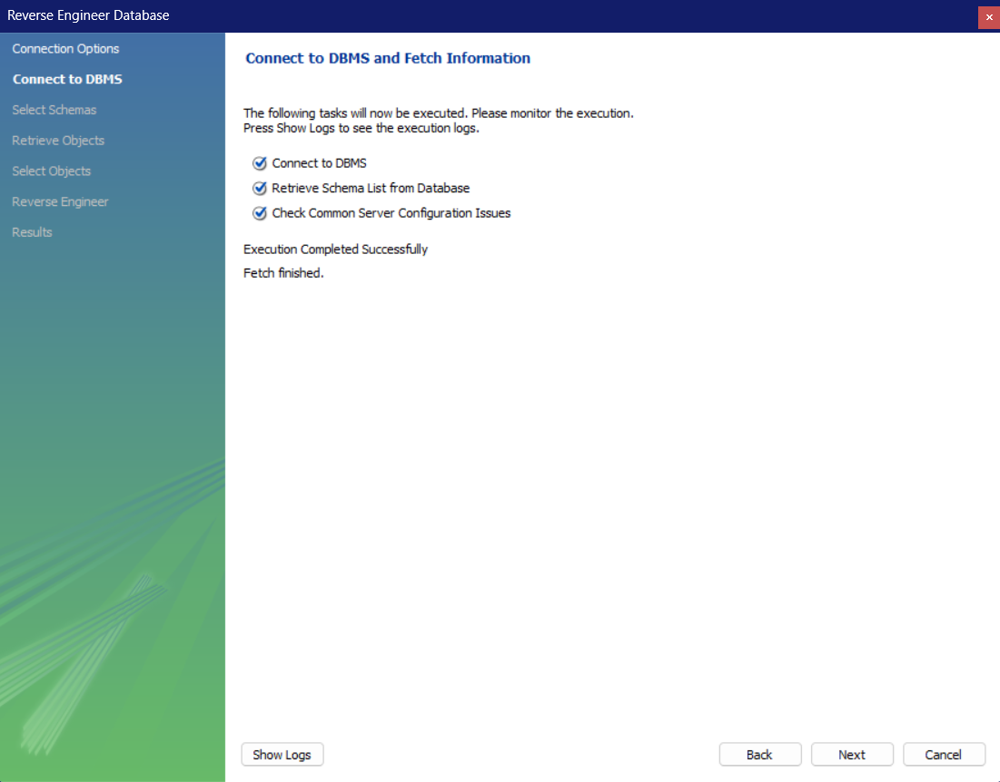 Reverse Engineer Database
Connection Options
Connect to DBMS
Select Schemas
Retrieve Objects
Select Objects
Reverse Engineer
Results
Connect to DBMS and Fetch Information
The following tasks will now be executed. Please monitor the execution.
Press Show Logs to see the execution logs.
Connect to DBMS
Retrieve Schema List from Database
Check Common Server Configuration Issues
Execution Completed Successfully
Fetch finished.
Show Logs
Back
Next
Cancel